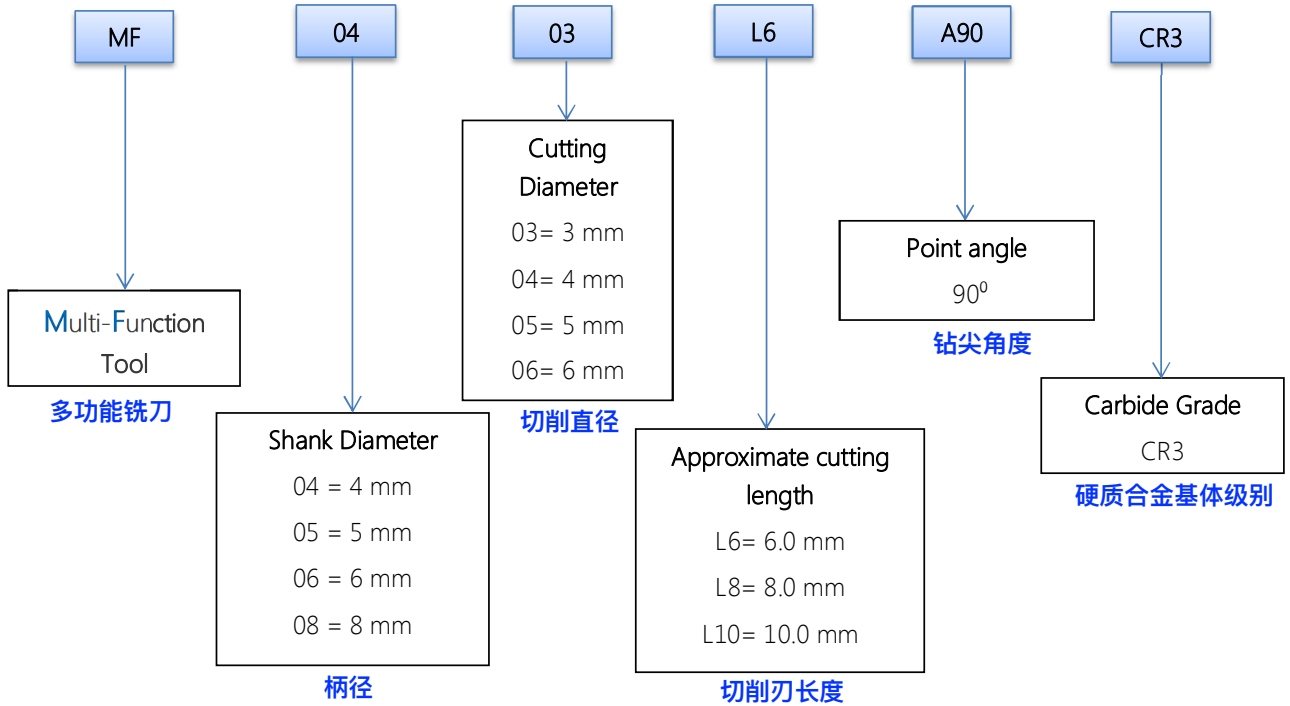 MF
04
03
L6
A90
CR3
Multi-Function
Tool
多功能铣刀
Shank Diameter
04 = 4 mm
05 = 5 mm
06 = 6 mm
08 = 8 mm
柄径
Cutting
Diameter
03= 3 mm
04= 4 mm
05= 5 mm
06= 6 mm
切削直径
Approximate cutting
length
L6= 6.0 mm
L8= 8.0 mm
L10= 10.0 mm
切削刃长度
Point angle
90⁰
钻尖角度
Carbide Grade
CR3
硬质合金基体级别